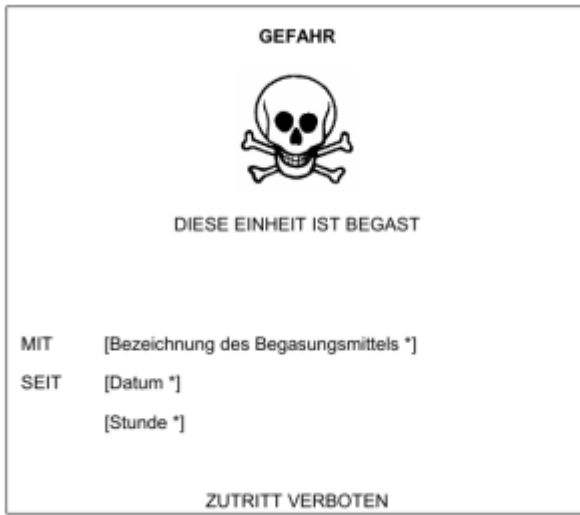 GEFAHR
DIESE EINHEIT IST BEGAST
MIT [Bezeichnung des Begasungsmittels *]
SEIT [Datum *]
[Stunde *]
ZUTRITT VERBOTEN